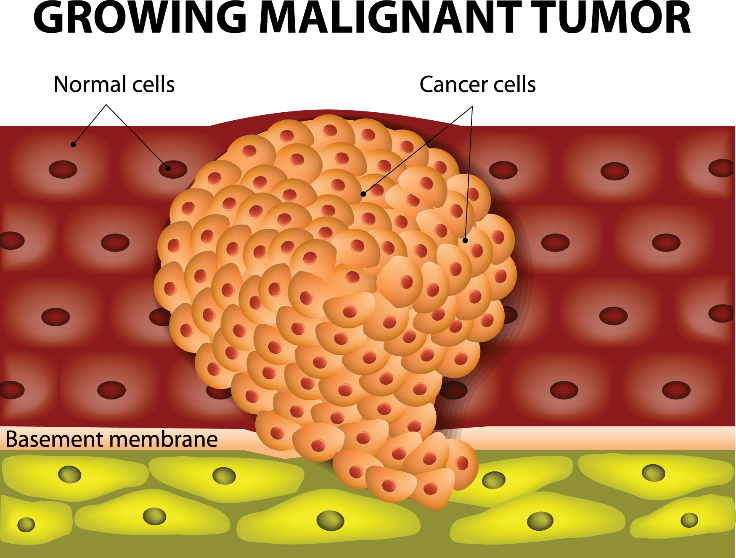 GROWING MALIGNANT TUMOR
Normal cells
Cancer cells
Basement membrane